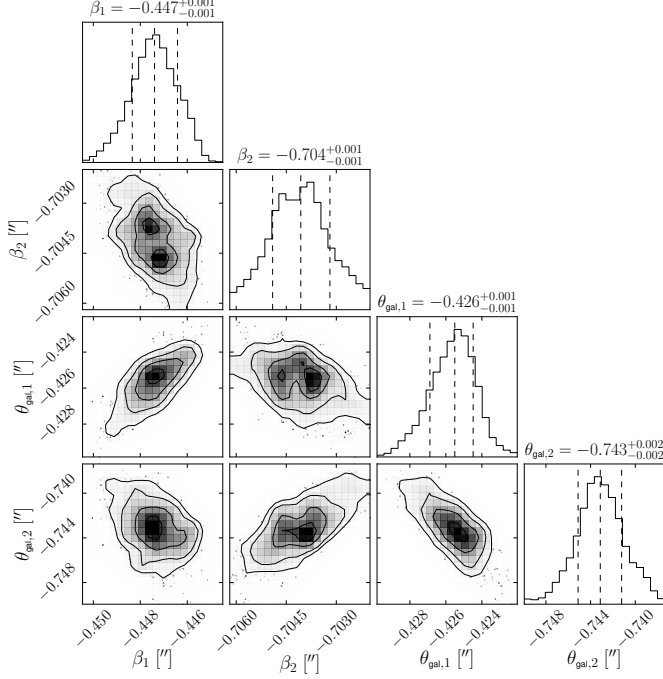 β₁ = −0.447⁺⁰·⁰⁰¹₋₀.₀₀₁
β₂ = −0.704⁺⁰·⁰⁰¹₋₀.₀₀₁
−0.7030
−0.7045
−0.7060
β₂ [″]
θgal,1 = −0.426⁺⁰·⁰⁰¹₋₀.₀₀₁
−0.424
−0.426
−0.428
θgal,1 [″]
θgal,2 = −0.743⁺⁰·⁰⁰²₋₀.₀₀₂
−0.740
−0.744
−0.748
θgal,2 [″]
−0.450 −0.448 −0.446
−0.7060 −0.7045 −0.7030
−0.428 −0.426 −0.424
−0.748 −0.744 −0.740
β₁ [″] β₂ [″] θgal,1 [″] θgal,2 [″]